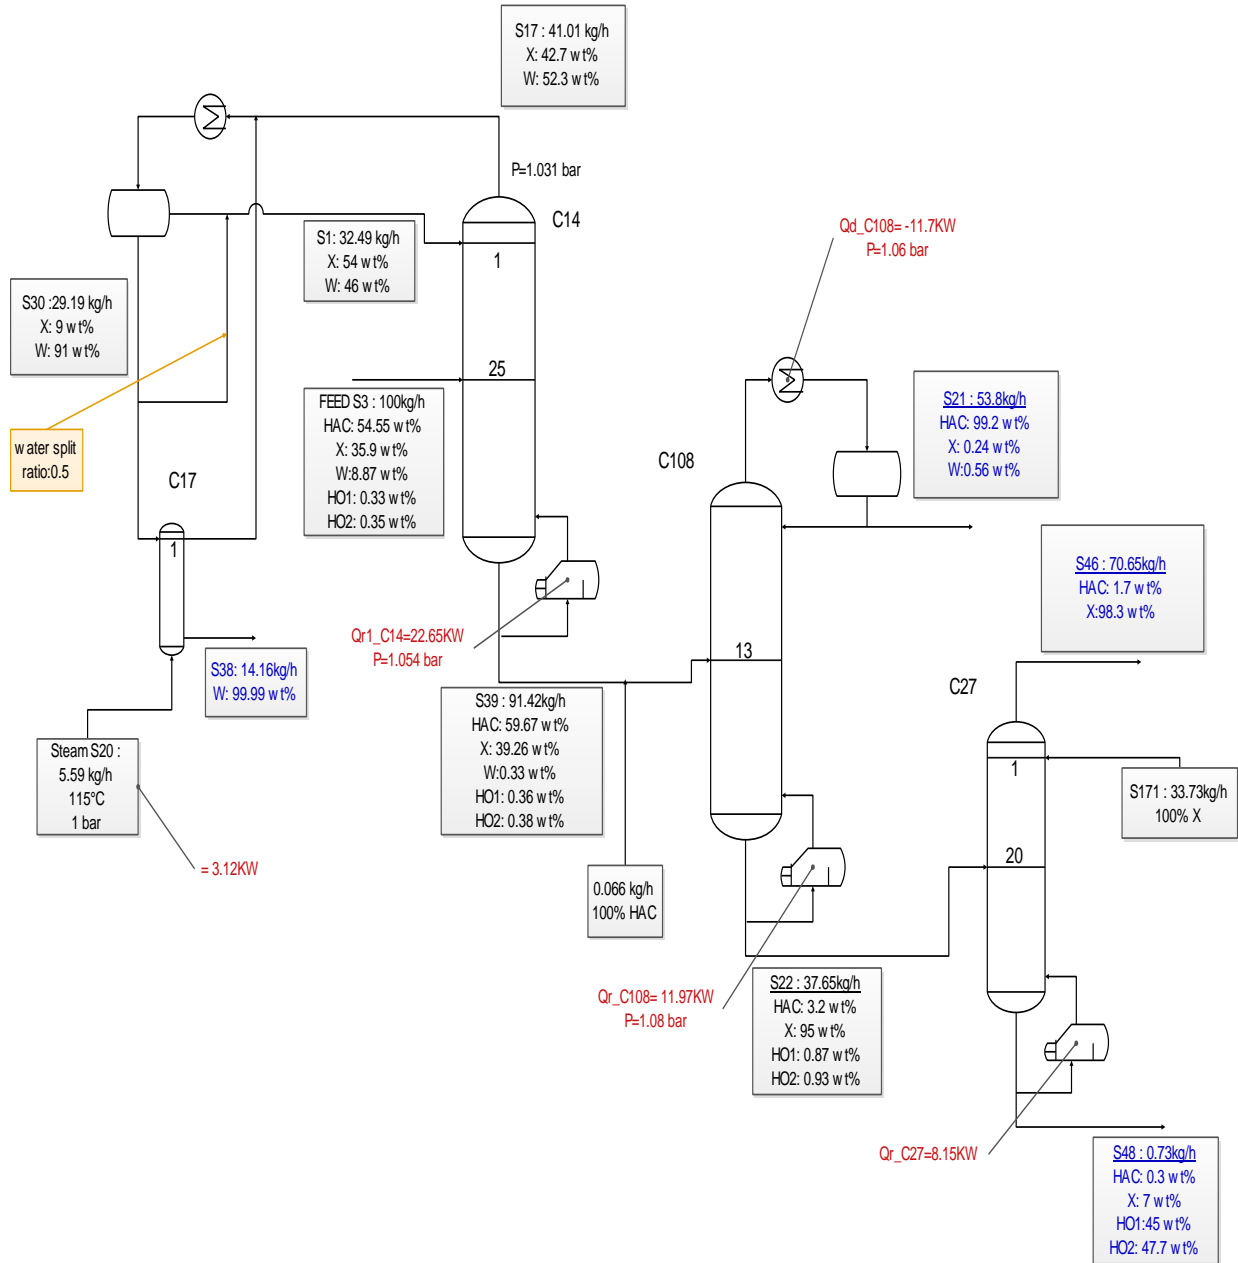 S17 : 41.01 kg/h
X: 42.7 wt%
W: 52.3 wt%
P=1.031 bar
C14
S1: 32.49 kg/h
X: 54 wt%
W: 46 wt%
1
Qd_C108= -11.7KW
P=1.06 bar
S30 :29.19 kg/h
X: 9 wt%
W: 91 wt%
25
FEED S3 : 100kg/h
HAC: 54.55 wt%
X: 35.9 wt%
W:8.87 wt%
HO1: 0.33 wt%
HO2: 0.35 wt%
S21 : 53.8kg/h
HAC: 99.2 wt%
X: 0.24 wt%
W:0.56 wt%
water split
ratio:0.5
C17
C108
1
S46 : 70.65kg/h
HAC: 1.7 wt%
X:98.3 wt%
Qr1_C14=22.65KW
P=1.054 bar
13
S38: 14.16kg/h
W: 99.99 wt%
C27
S39 : 91.42kg/h
HAC: 59.67 wt%
X: 39.26 wt%
W:0.33 wt%
HO1: 0.36 wt%
HO2: 0.38 wt%
Steam S20 :
5.59 kg/h
115°C
1 bar
1
S171 : 33.73kg/h
100% X
= 3.12KW
20
0.066 kg/h
100% HAC
Qr_C108= 11.97KW
P=1.08 bar
S22 : 37.65kg/h
HAC: 3.2 wt%
X: 95 wt%
HO1: 0.87 wt%
HO2: 0.93 wt%
Qr_C27=8.15KW
S48 : 0.73kg/h
HAC: 0.3 wt%
X: 7 wt%
HO1:45 wt%
HO2: 47.7 wt%